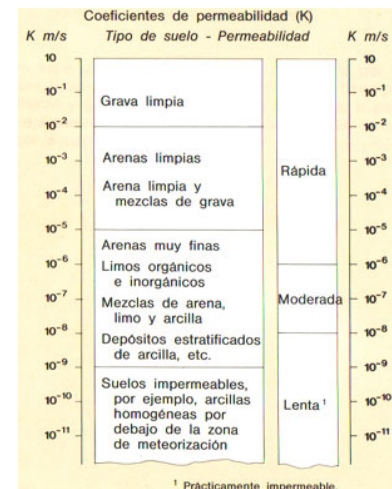 Coeficientes de permeabilidad (K)
K m/s Tipo de suelo - Permeabilidad K m/s
10 10
10⁻¹ Grava limpia 10⁻¹
10⁻² 10⁻²
10⁻³ Arenas limpias Rápida 10⁻³
10⁻⁴ Arena limpia y
mezclas de grava 10⁻⁴
10⁻⁵ 10⁻⁵
Arenas muy finas
10⁻⁶ Limos orgánicos
e inorgánicos 10⁻⁶
10⁻⁷ Mezclas de arena,
limo y arcilla Moderada 10⁻⁷
10⁻⁸ Depósitos estratificados
de arcilla, etc. 10⁻⁸
10⁻⁹ 10⁻⁹
Suelos impermeables,
10⁻¹⁰ por ejemplo, arcillas
homogéneas por Lenta ¹ 10⁻¹⁰
10⁻¹¹ debajo de la zona
de meteorización 10⁻¹¹
¹ Prácticamente impermeable.